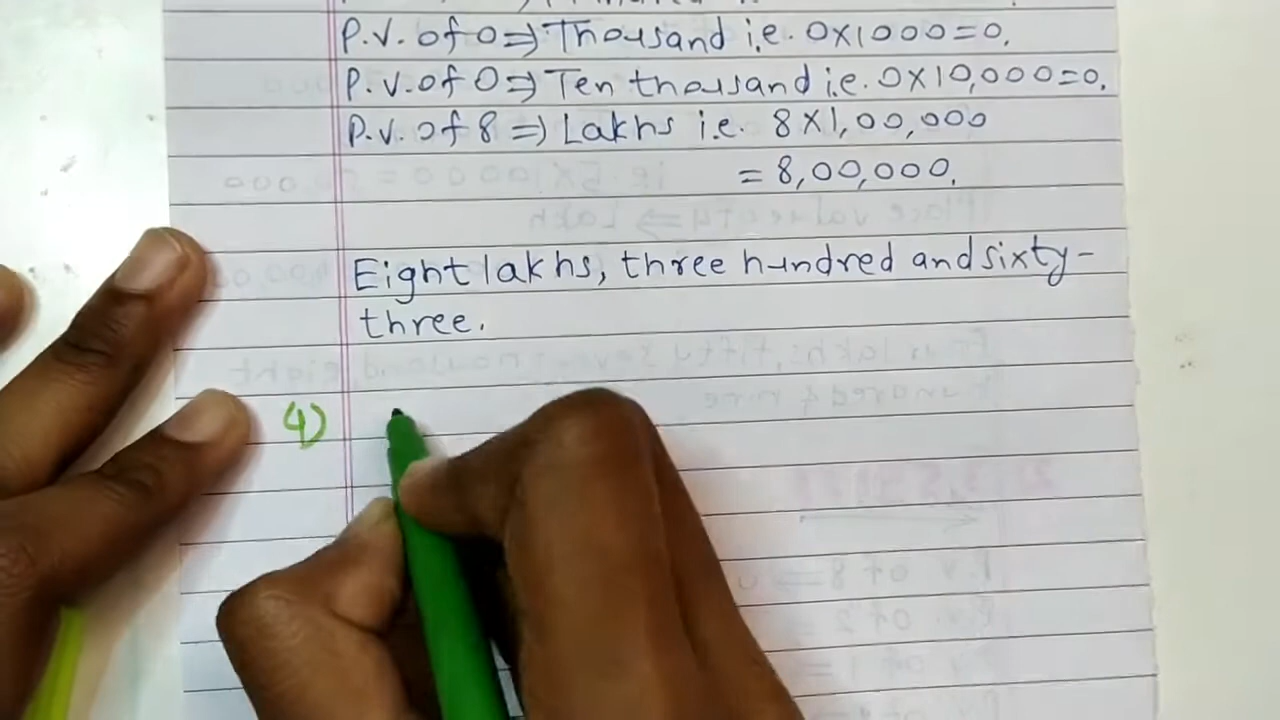 P.V. of 0 ⇒ Thousand i.e. 0×1000=0.
P.V. of 0 ⇒ Ten thousand i.e. 0×10,000=0.
P.V. of 8 ⇒ Lakhs i.e. 8×1,00,000
= 8,00,000.
Eight lakhs, three hundred and sixty-
three.
4)